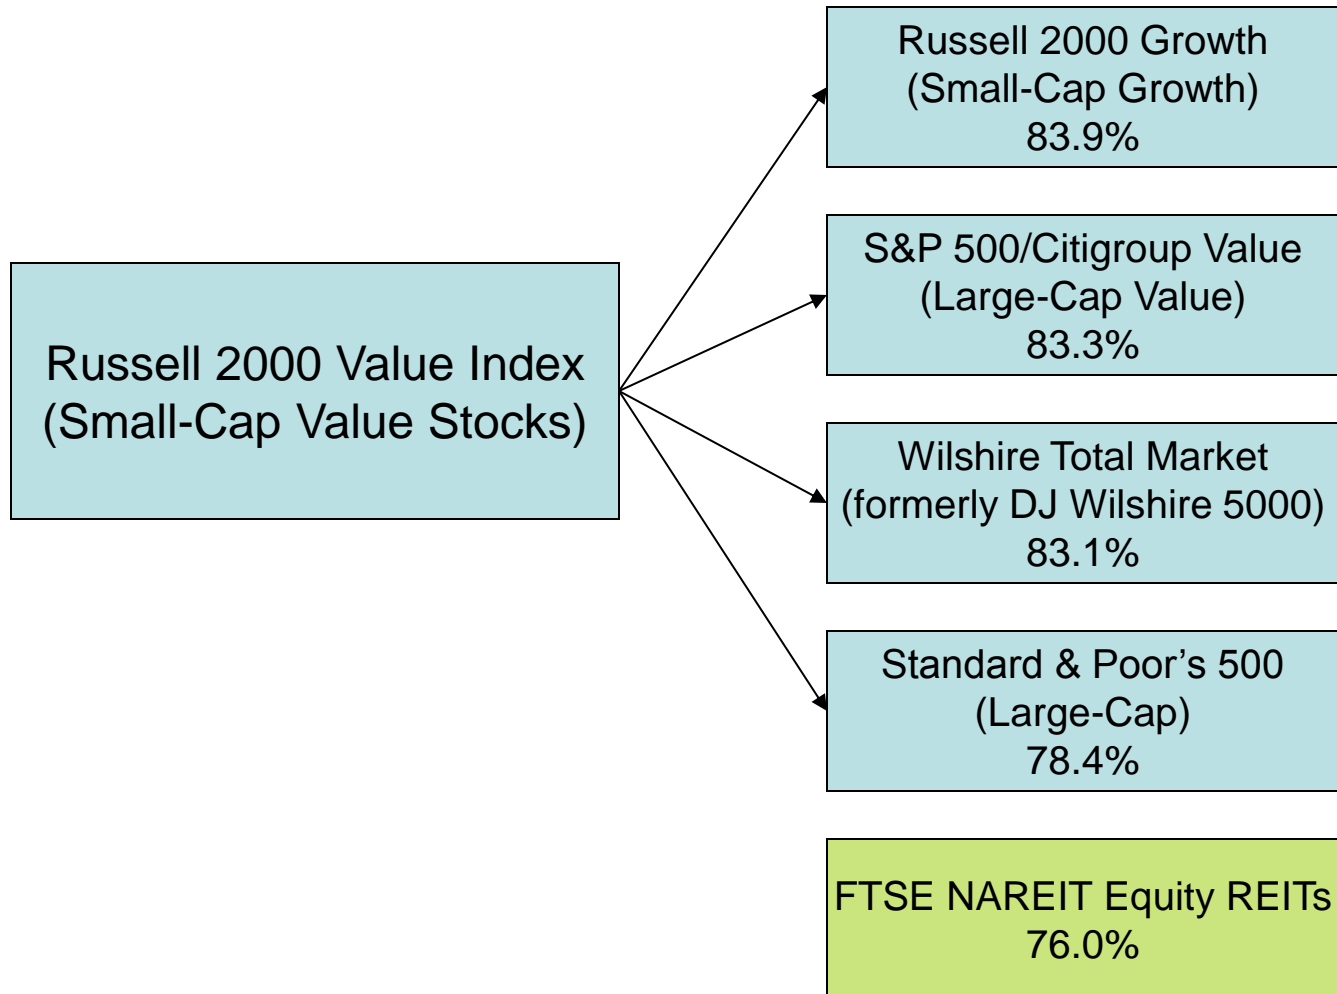 Russell 2000 Value Index
(Small-Cap Value Stocks)
Russell 2000 Growth
(Small-Cap Growth)
83.9%
S&P 500/Citigroup Value
(Large-Cap Value)
83.3%
Wilshire Total Market
(formerly DJ Wilshire 5000)
83.1%
Standard & Poor’s 500
(Large-Cap)
78.4%
FTSE NAREIT Equity REITs
76.0%